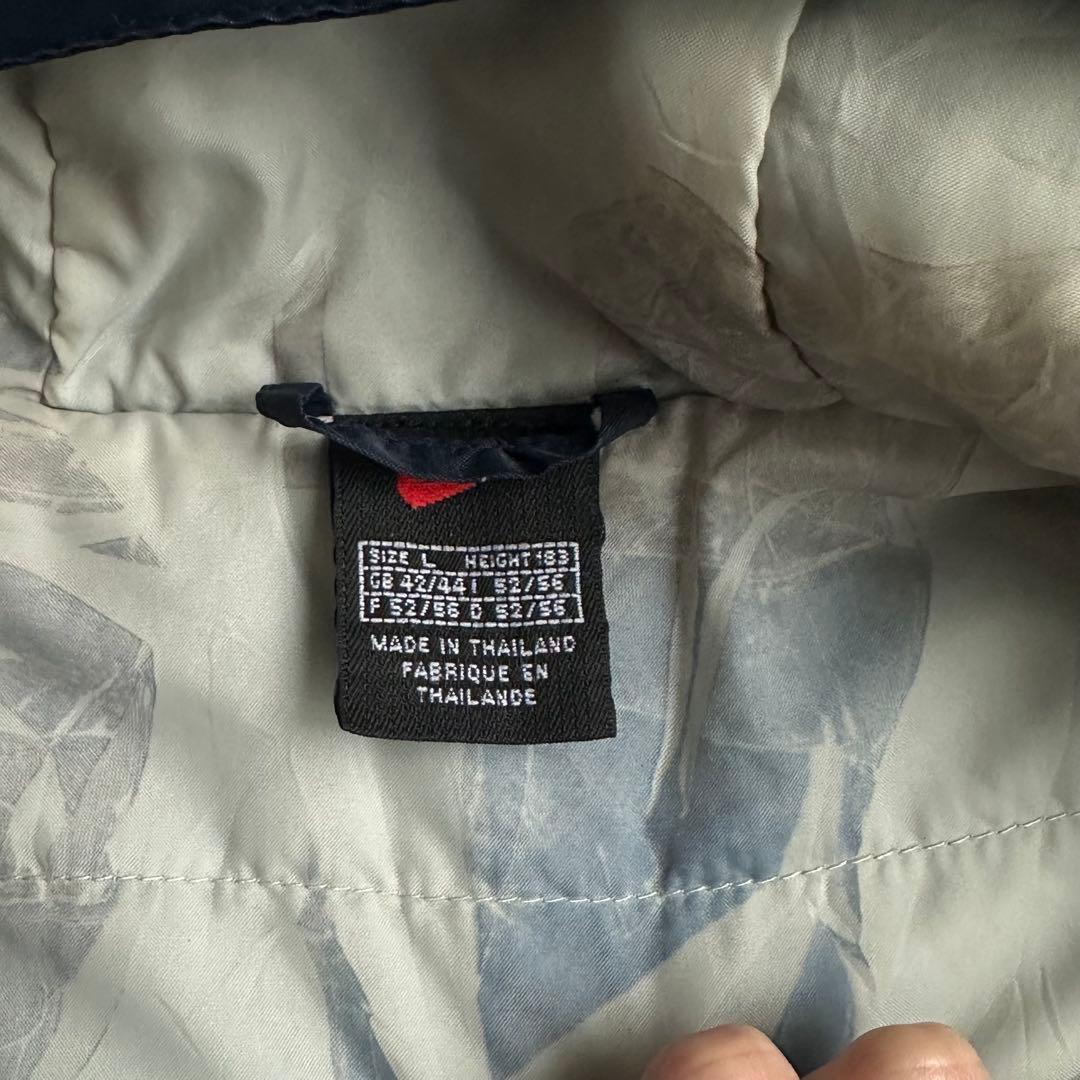 SIZE L HEIGHT 183
GB 42/44 I 52/56
F 52/56 D 52/56
MADE IN THAILAND
FABRIQUE EN
THAILANDE